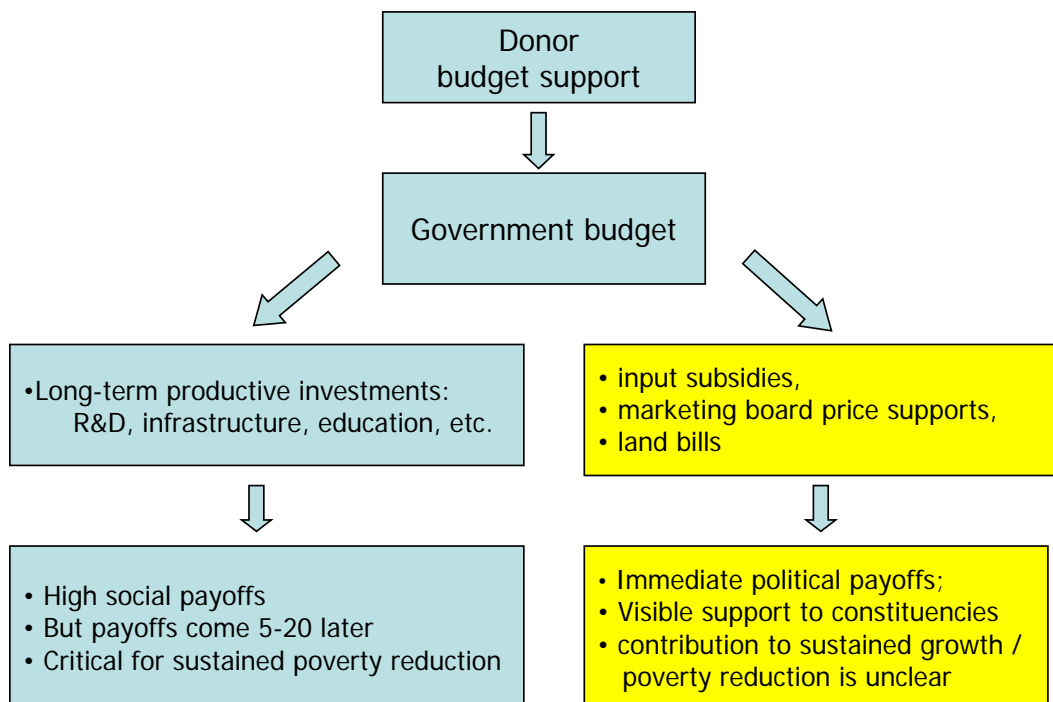 Donor
budget support
Government budget
•Long-term productive investments:
R&D, infrastructure, education, etc.
• input subsidies,
• marketing board price supports,
• land bills
• High social payoffs
• But payoffs come 5-20 later
• Critical for sustained poverty reduction
• Immediate political payoffs;
• Visible support to constituencies
• contribution to sustained growth /
poverty reduction is unclear